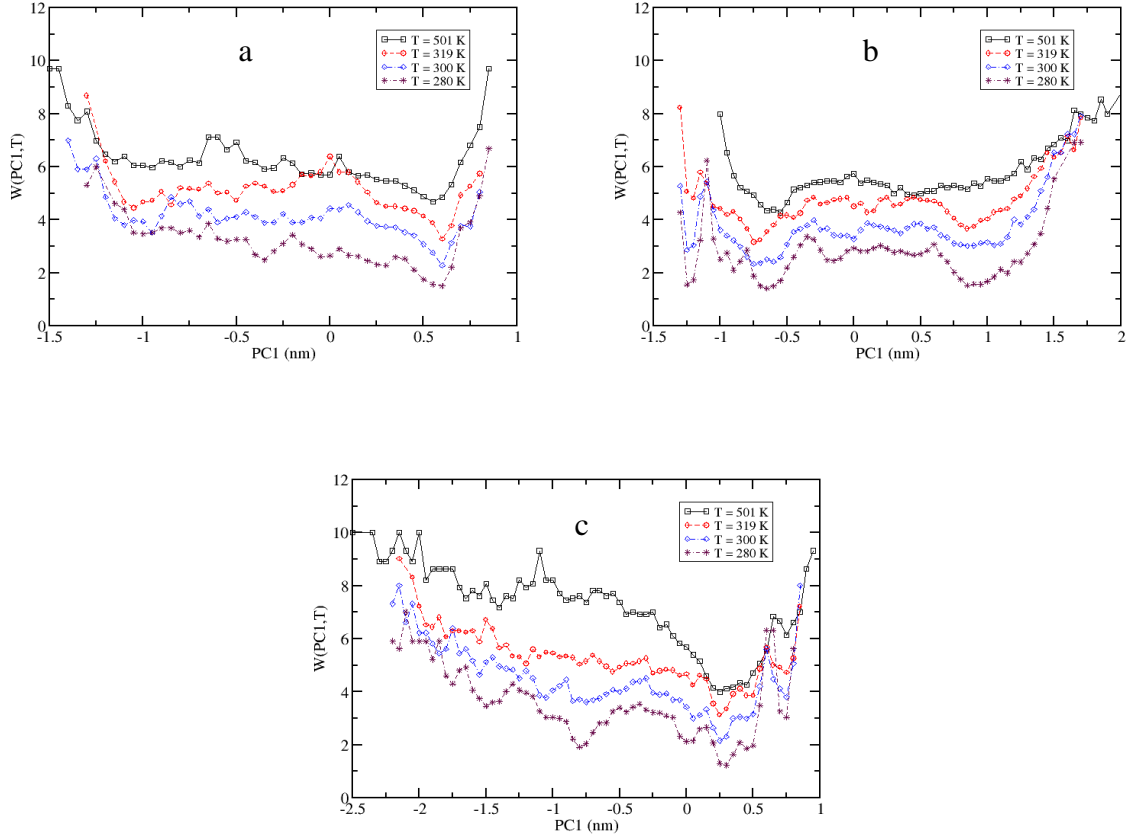 12
10
8
6
4
2
0
W(PC1,T)
a
T = 501 K
T = 319 K
T = 300 K
T = 280 K
-1.5 -1 -0.5 0 0.5 1
PC1 (nm)
12
10
8
6
4
2
0
W(PC1,T)
b
T = 501 K
T = 319 K
T = 300 K
T = 280 K
-1.5 -1 -0.5 0 0.5 1 1.5 2
PC1 (nm)
12
10
8
6
4
2
0
W(PC1,T)
c
T = 501 K
T = 319 K
T = 300 K
T = 280 K
-2.5 -2 -1.5 -1 -0.5 0 0.5 1
PC1 (nm)